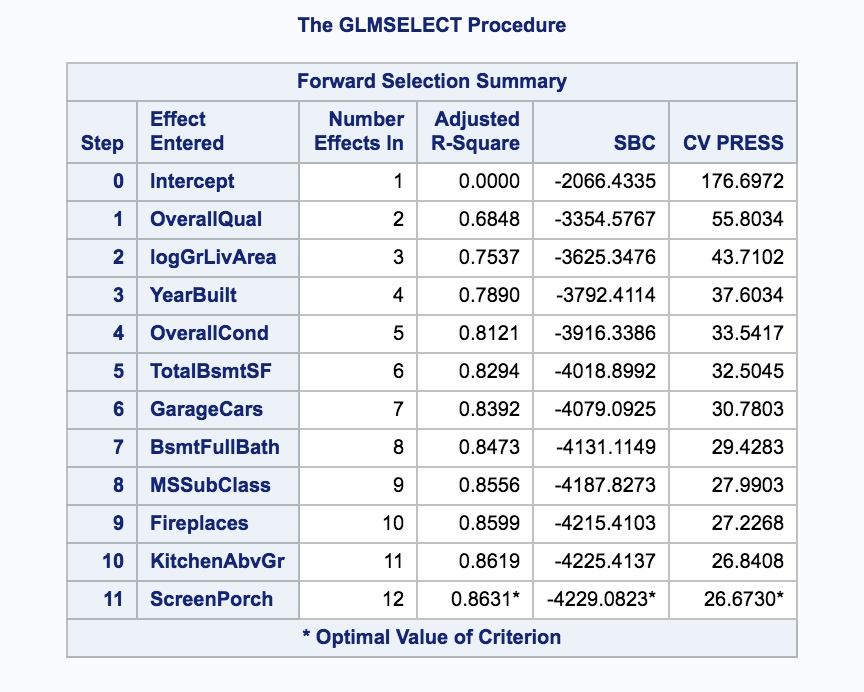 The GLMSELECT Procedure
Forward Selection Summary
Step Effect Entered Number Effects In Adjusted R-Square SBC CV PRESS
0 Intercept 1 0.0000 -2066.4335 176.6972
1 OverallQual 2 0.6848 -3354.5767 55.8034
2 logGrLivArea 3 0.7537 -3625.3476 43.7102
3 YearBuilt 4 0.7890 -3792.4114 37.6034
4 OverallCond 5 0.8121 -3916.3386 33.5417
5 TotalBsmtSF 6 0.8294 -4018.8992 32.5045
6 GarageCars 7 0.8392 -4079.0925 30.7803
7 BsmtFullBath 8 0.8473 -4131.1149 29.4283
8 MSSubClass 9 0.8556 -4187.8273 27.9903
9 Fireplaces 10 0.8599 -4215.4103 27.2268
10 KitchenAbvGr 11 0.8619 -4225.4137 26.8408
11 ScreenPorch 12 0.8631* -4229.0823* 26.6730*
* Optimal Value of Criterion